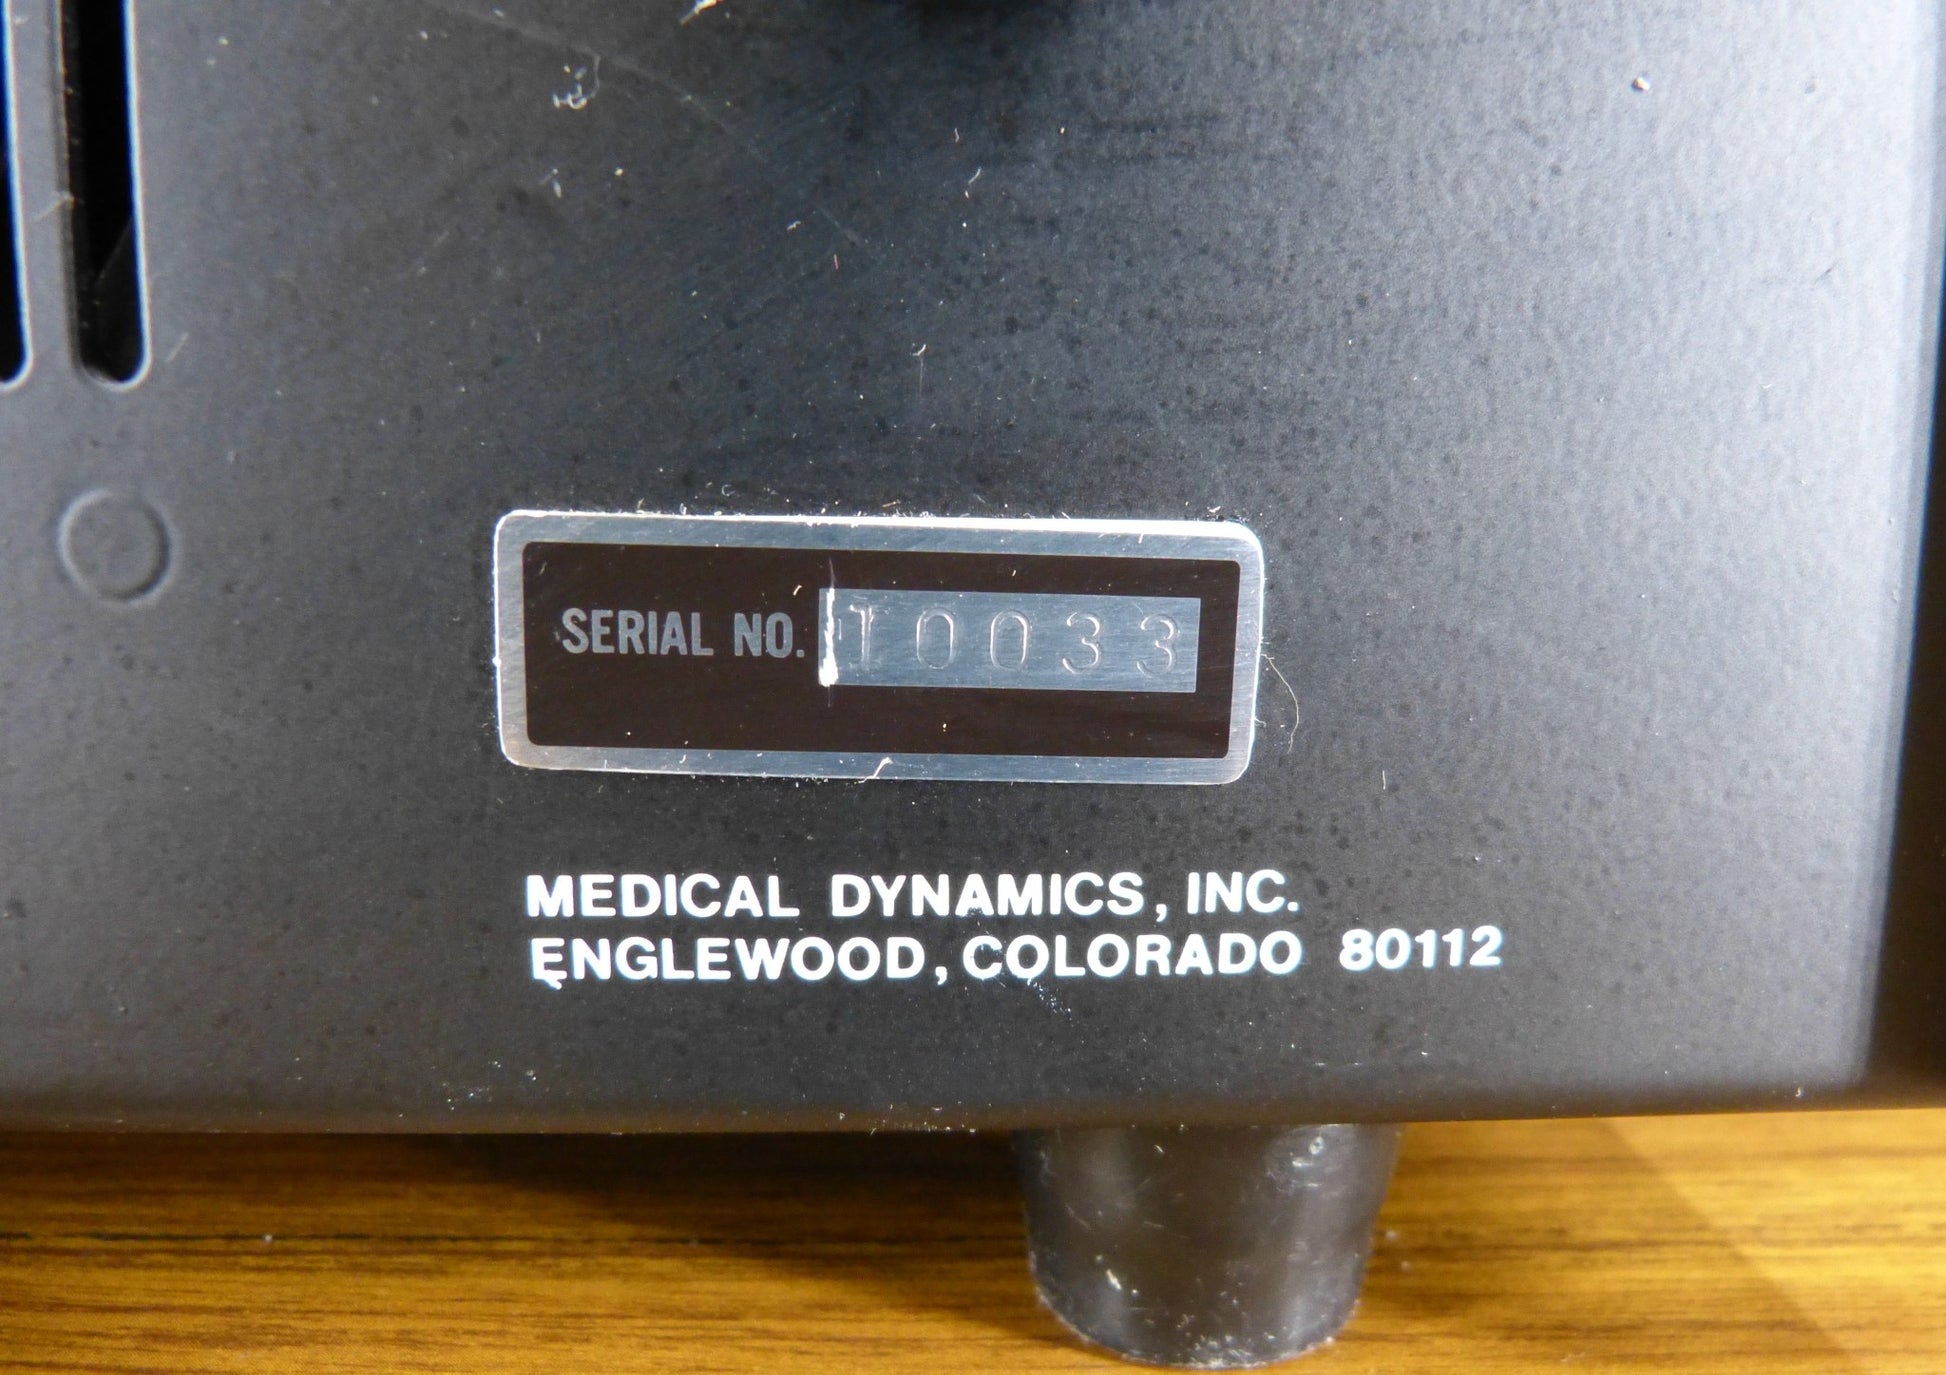 SERIAL NO. 10033
MEDICAL DYNAMICS, INC.
ENGLEWOOD, COLORADO 80112